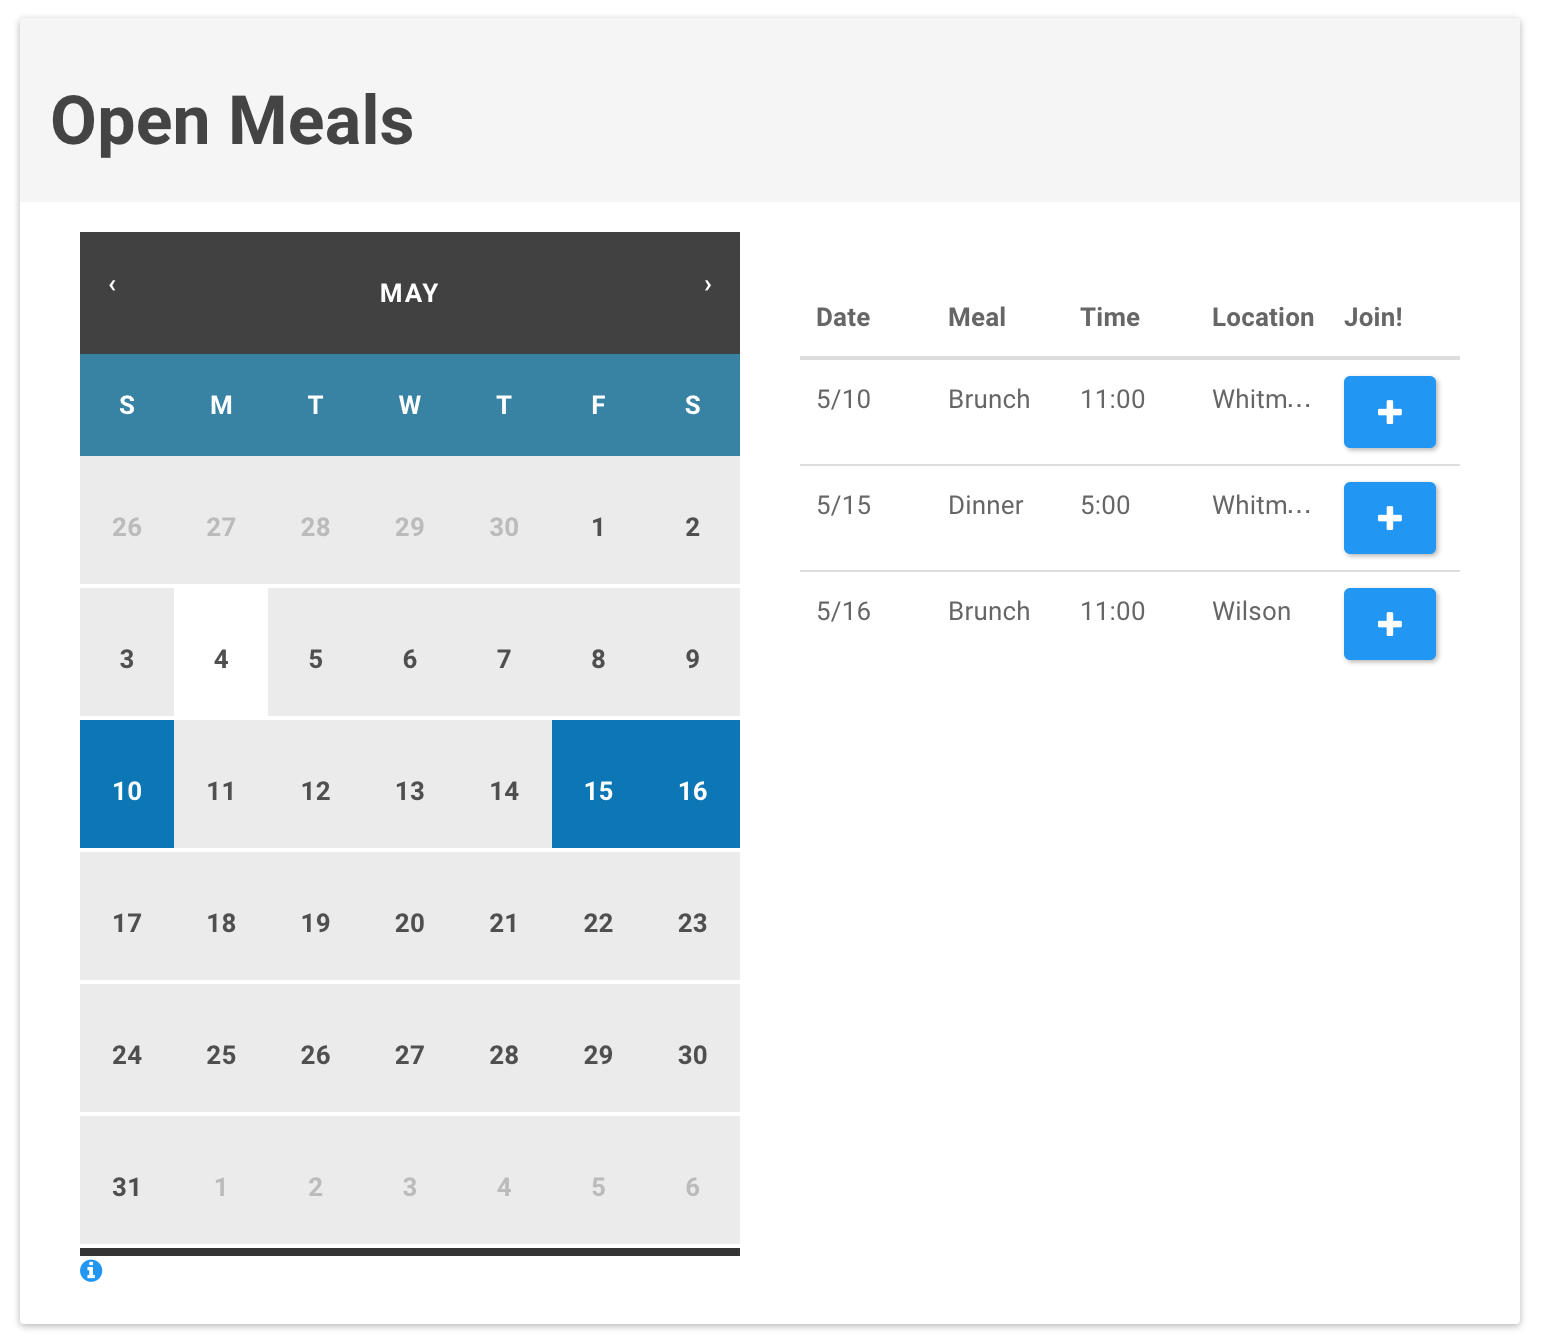 Open Meals
‹ MAY ›
S M T W T F S
26 27 28 29 30 1 2
3 4 5 6 7 8 9
10 11 12 13 14 15 16
17 18 19 20 21 22 23
24 25 26 27 28 29 30
31 1 2 3 4 5 6
Date Meal Time Location Join!
5/10 Brunch 11:00 Whitm... +
5/15 Dinner 5:00 Whitm... +
5/16 Brunch 11:00 Wilson +